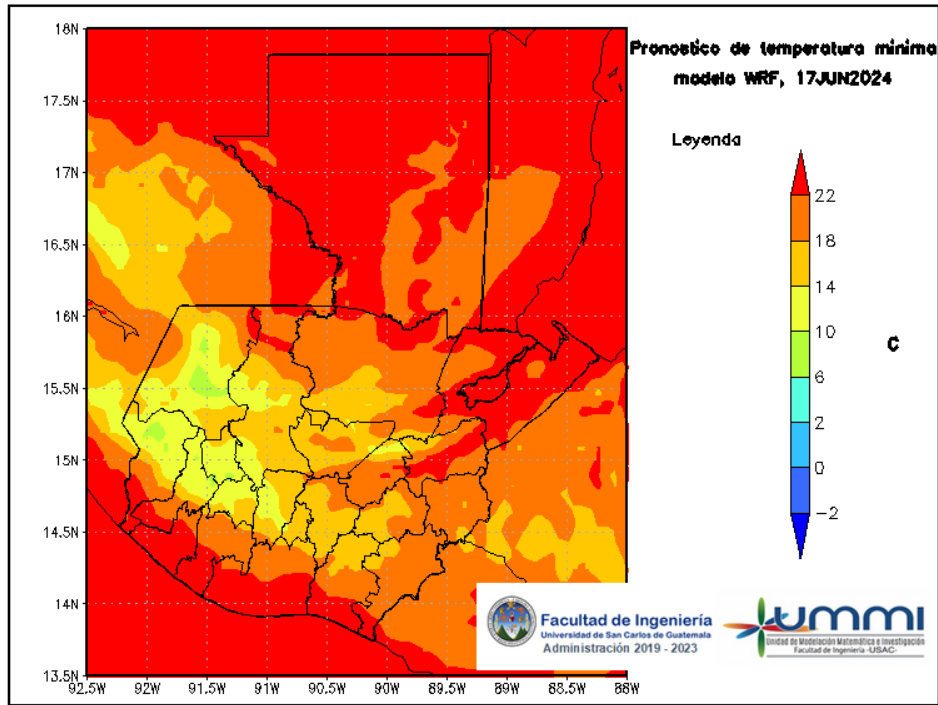 Pronostico de temperatura minima
modelo WRF, 17JUN2024
Leyenda
22
18
14
10
6
2
0
−2
C
18N
17.5N
17N
16.5N
16N
15.5N
15N
14.5N
14N
13.5N
92.5W
92W
91.5W
91W
90.5W
90W
89.5W
89W
88.5W
88W
Facultad de Ingeniería
Universidad de San Carlos de Guatemala
Administración 2019 - 2023
UMMI
Unidad de Modelación Matemática e Investigación
Facultad de Ingeniería -USAC-